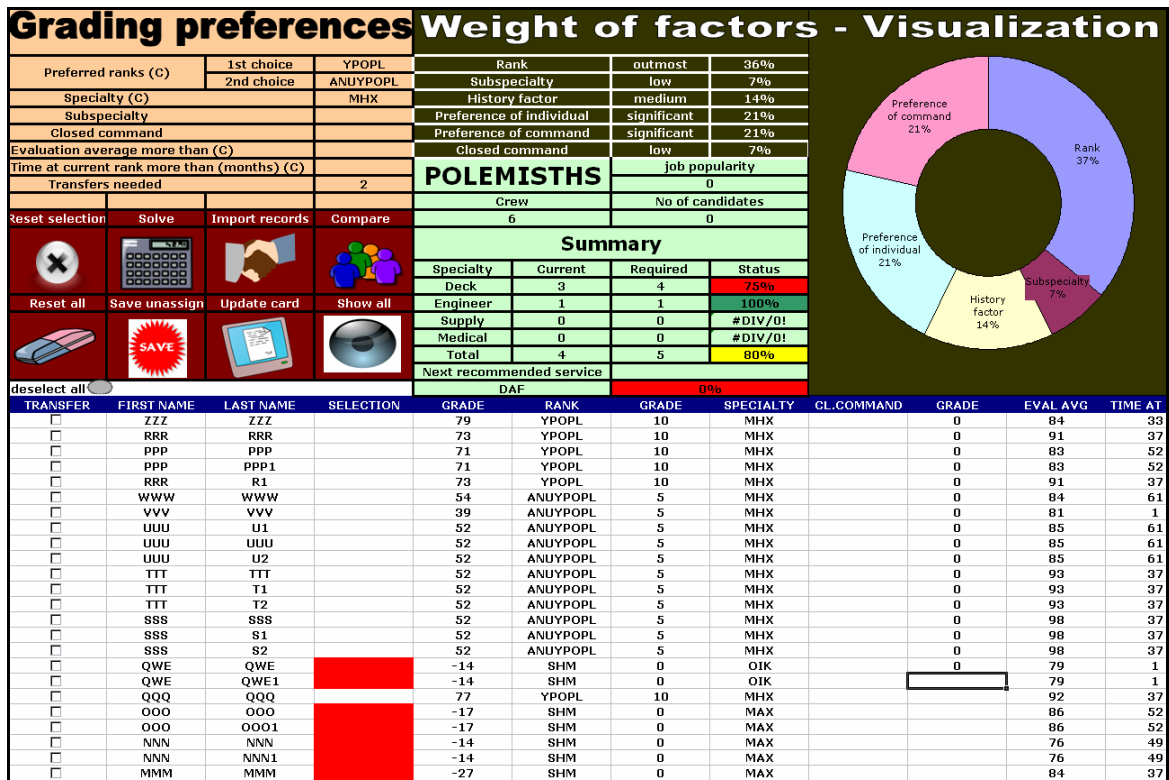 Grading preferences Weight of factors - Visualization
Preferred ranks (C) 1st choice YPOPL
2nd choice ANUYPOPL
Specialty (C) MHX
Subspecialty
Closed command
Evaluation average more than (C)
Time at current rank more than (months) (C)
Transfers needed 2
Rank outmost 36%
Subspecialty low 7%
History factor medium 14%
Preference of individual significant 21%
Preference of command significant 21%
Closed command low 7%
POLEMISTHS job popularity
0
Crew No of candidates
6 0
Reset selection Solve Import records Compare
Reset all Save unassign Update card Show all
SAVE
deselect all
Summary
Specialty Current Required Status
Deck 3 4 75%
Engineer 1 1 100%
Supply 0 0 #DIV/0!
Medical 0 0 #DIV/0!
Total 4 5 80%
Next recommended service
DAF 0%
Preference
of command
21%
Rank
37%
Preference
of individual
21%
Subspecialty
7%
History
factor
14%
TRANSFER FIRST NAME LAST NAME SELECTION GRADE RANK GRADE SPECIALTY CL.COMMAND GRADE EVAL AVG TIME AT
ZZZ ZZZ 79 YPOPL 10 MHX 0 84 33
RRR RRR 73 YPOPL 10 MHX 0 91 37
PPP PPP 71 YPOPL 10 MHX 0 83 52
PPP PPP1 71 YPOPL 10 MHX 0 83 52
RRR R1 73 YPOPL 10 MHX 0 91 37
WWW WWW 54 ANUYPOPL 5 MHX 0 84 61
VVV VVV 39 ANUYPOPL 5 MHX 0 81 1
UUU U1 52 ANUYPOPL 5 MHX 0 85 61
UUU UUU 52 ANUYPOPL 5 MHX 0 85 61
UUU U2 52 ANUYPOPL 5 MHX 0 85 61
TTT TTT 52 ANUYPOPL 5 MHX 0 93 37
TTT T1 52 ANUYPOPL 5 MHX 0 93 37
TTT T2 52 ANUYPOPL 5 MHX 0 93 37
SSS SSS 52 ANUYPOPL 5 MHX 0 98 37
SSS S1 52 ANUYPOPL 5 MHX 0 98 37
SSS S2 52 ANUYPOPL 5 MHX 0 98 37
QWE QWE -14 SHM 0 OIK 0 79 1
QWE QWE1 -14 SHM 0 OIK 79 1
QQQ QQQ 77 YPOPL 10 MHX 92 37
OOO OOO -17 SHM 0 MAX 86 52
OOO OOO1 -17 SHM 0 MAX 86 52
NNN NNN -14 SHM 0 MAX 76 49
NNN NNN1 -14 SHM 0 MAX 76 49
MMM MMM -27 SHM 0 MAX 84 37